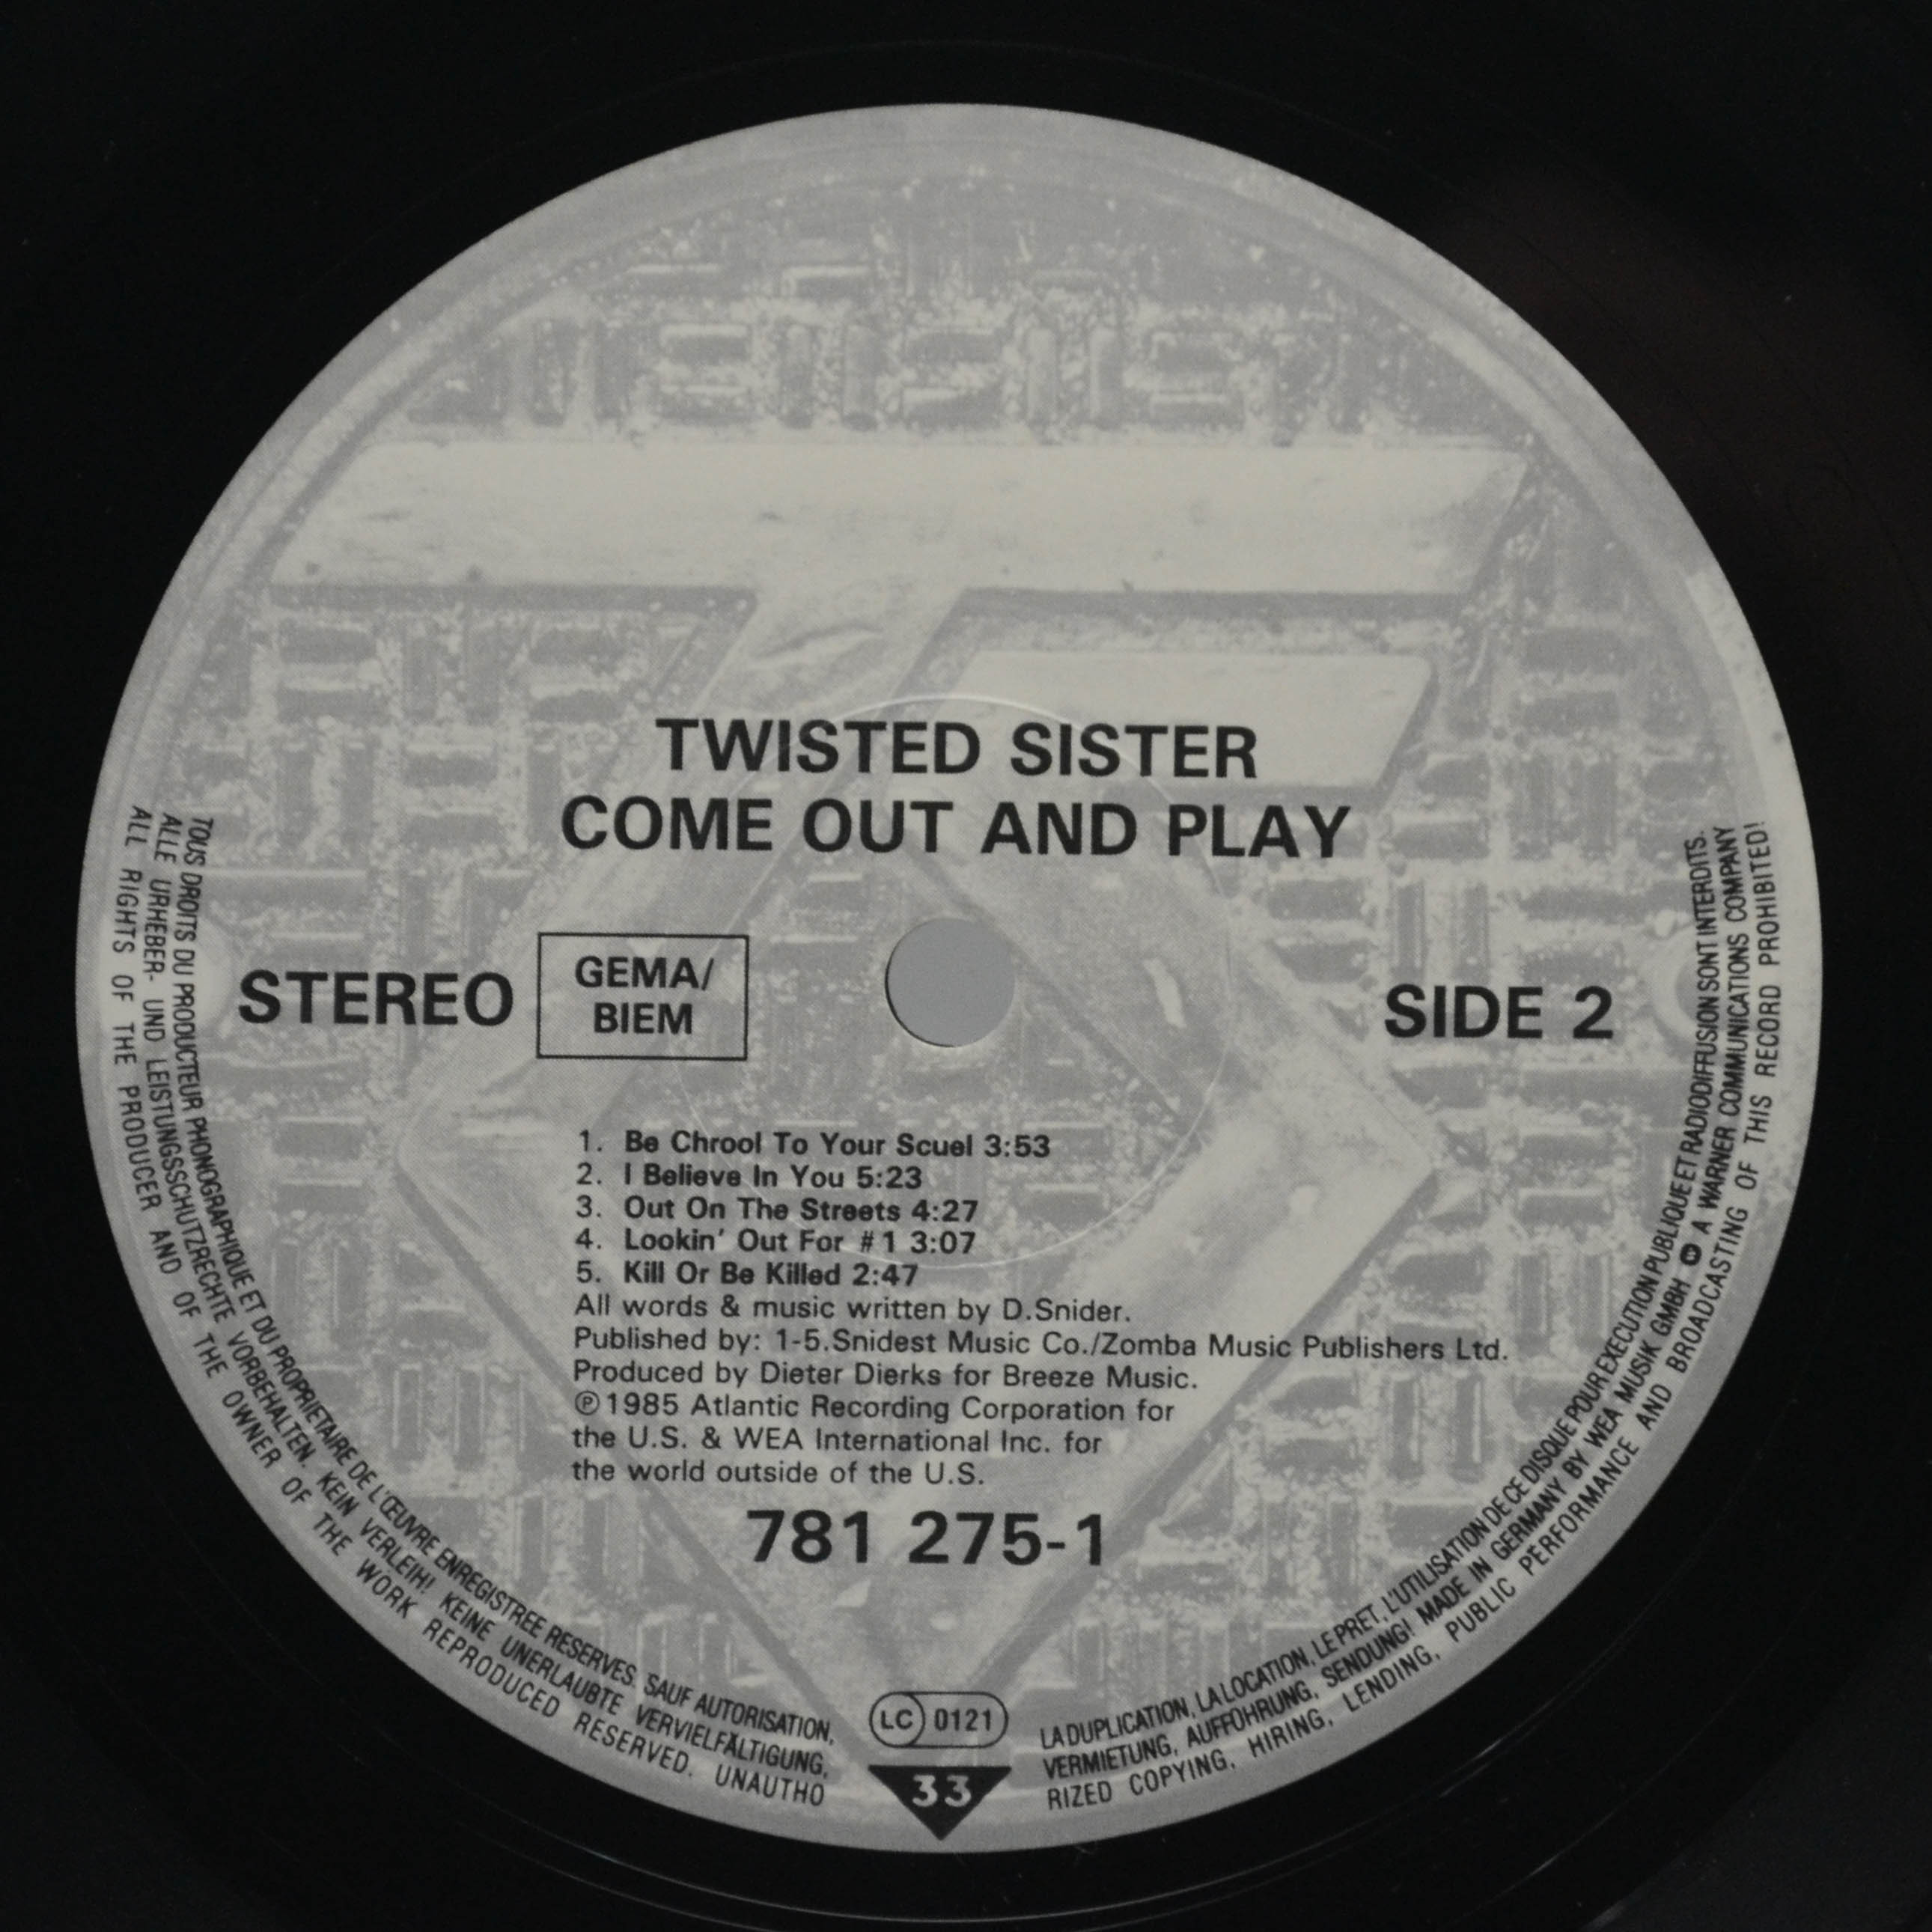 TWISTED SISTER
COME OUT AND PLAY
STEREO
GEMA/
BIEM
SIDE 2
1. Be Chrool To Your Scuel 3:53
2. I Believe In You 5:23
3. Out On The Streets 4:27
4. Lookin' Out For #1 3:07
5. Kill Or Be Killed 2:47
All words & music written by D.Snider.
Published by: 1-5.Snidest Music Co./Zomba Music Publishers Ltd.
Produced by Dieter Dierks for Breeze Music.
℗1985 Atlantic Recording Corporation for
the U.S. & WEA International Inc. for
the world outside of the U.S.
781 275-1
LC 0121
33
TOUS DROITS DU PRODUCTEUR PHONOGRAPHIQUE ET DU PROPRIETAIRE DE L'ŒUVRE ENREGISTREE RESERVES. SAUF AUTORISATION, LA DUPLICATION, LA LOCATION, LE PRET, L'UTILISATION DE CE DISQUE POUR EXECUTION PUBLIQUE ET RADIODIFFUSION SONT INTERDITS.
ALLE URHEBER- UND LEISTUNGSSCHUTZRECHTE VORBEHALTEN. KEIN VERLEIH! KEINE UNERLAUBTE VERVIELFÄLTIGUNG, VERMIETUNG, AUFFÜHRUNG, SENDUNG! MADE IN GERMANY BY WEA MUSIK GMBH A WARNER COMMUNICATIONS COMPANY
ALL RIGHTS OF THE PRODUCER AND OF THE OWNER OF THE WORK REPRODUCED RESERVED. UNAUTHORIZED COPYING, HIRING, LENDING, PUBLIC PERFORMANCE AND BROADCASTING OF THIS RECORD PROHIBITED!